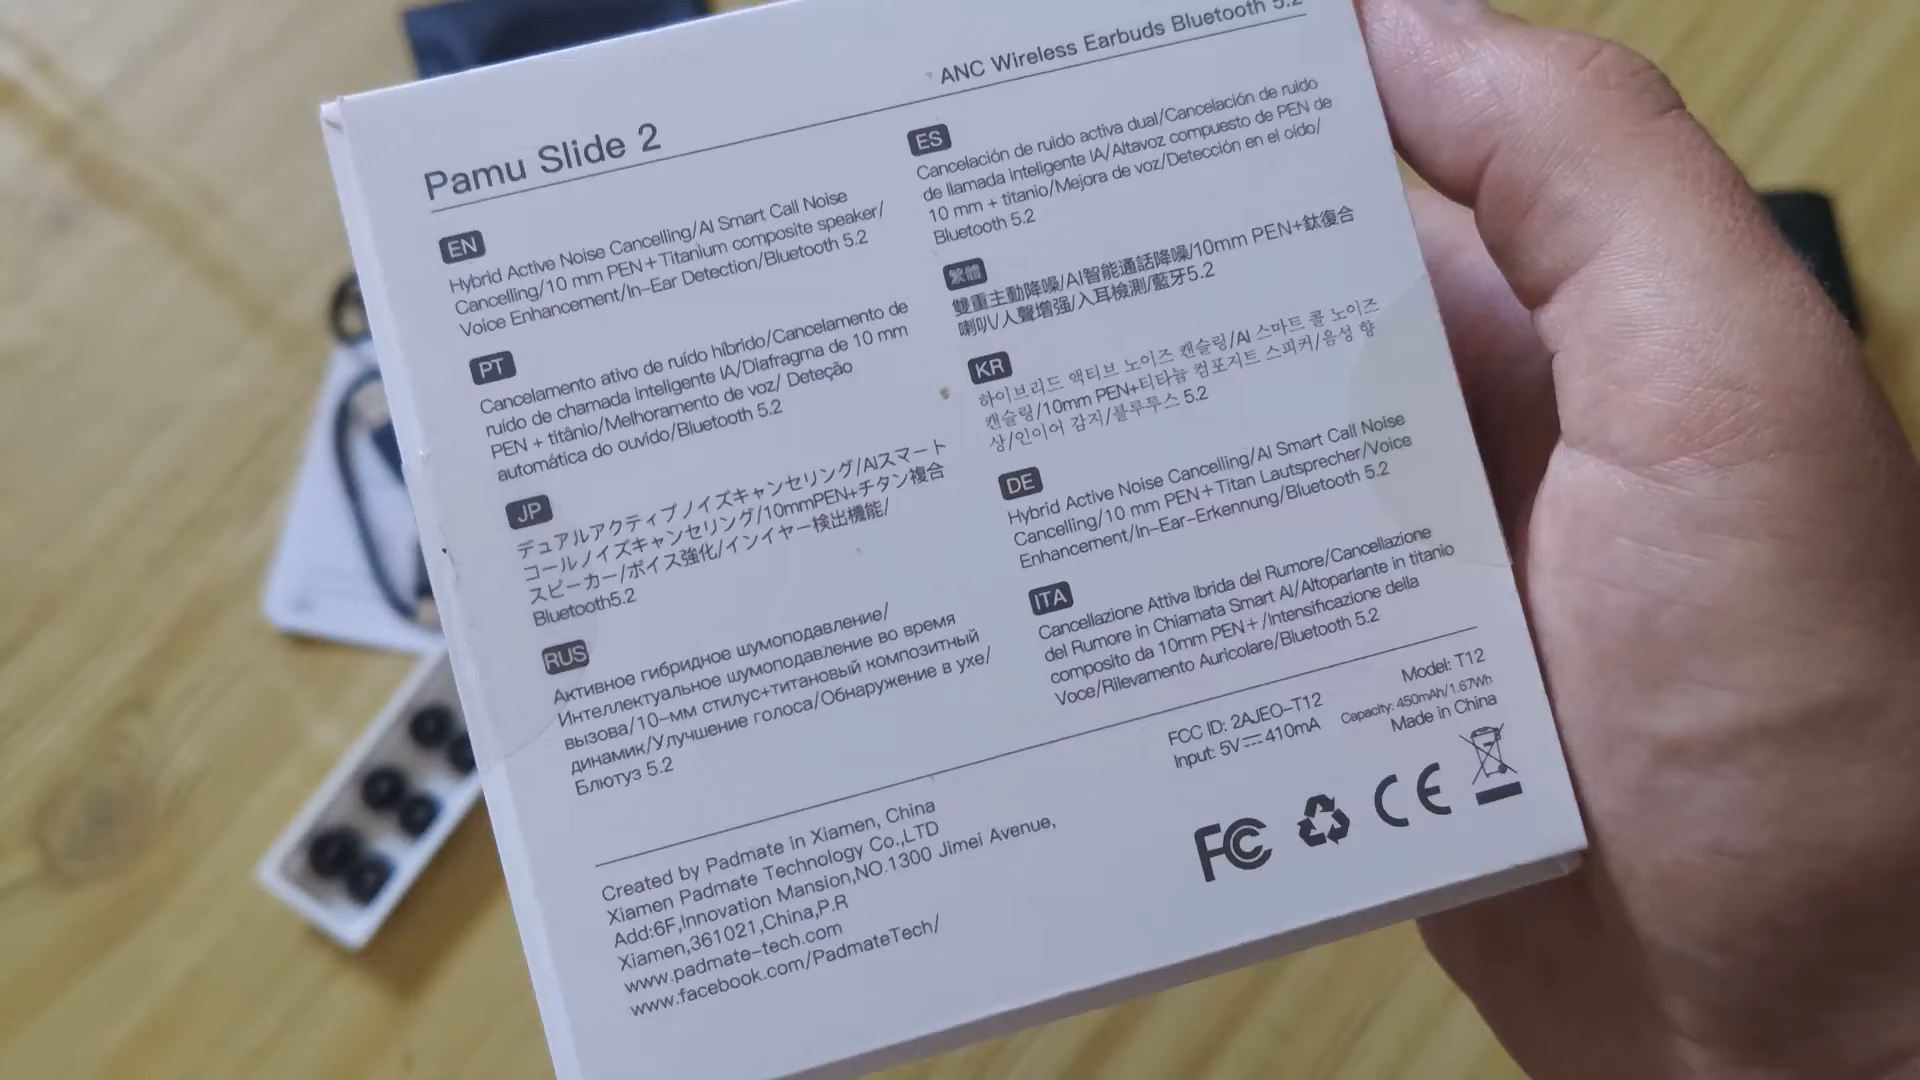 Pamu Slide 2
ANC Wireless Earbuds Bluetooth 5.2
EN
Hybrid Active Noise Cancelling/AI Smart Call Noise
Cancelling/10 mm PEN+Titanium composite speaker/
Voice Enhancement/In-Ear Detection/Bluetooth 5.2
PT
Cancelamento ativo de ruído híbrido/Cancelamento de
ruído de chamada inteligente IA/Diafragma de 10 mm
PEN + titânio/Melhoramento de voz/ Deteção
automática do ouvido/Bluetooth 5.2
JP
デュアルアクティブノイズキャンセリング/AIスマート
コールノイズキャンセリング/10mmPEN+チタン複合
スピーカー/ボイス強化/インイヤー検出機能/
Bluetooth5.2
RUS
Активное гибридное шумоподавление/
Интеллектуальное шумоподавление во время
вызова/10-мм стилус+титановый композитный
динамик/Улучшение голоса/Обнаружение в ухе/
Блютуз 5.2
ES
Cancelación de ruído activa dual/Cancelación de ruido
de llamada inteligente IA/Altavoz compuesto de PEN de
10 mm + titanio/Mejora de voz/Detección en el oído/
Bluetooth 5.2
繁體
雙重主動降噪/AI智能通話降噪/10mm PEN+鈦復合
喇叭/人聲增强/入耳檢測/藍牙5.2
KR
하이브리드 액티브 노이즈 캔슬링/AI 스마트 콜 노이즈
캔슬링/10mm PEN+티타늄 컴포지트 스피커/음성 향
상/인이어 감지/블루투스 5.2
DE
Hybrid Active Noise Cancelling/AI Smart Call Noise
Cancelling/10 mm PEN+Titan Lautsprecher/Voice
Enhancement/In-Ear-Erkennung/Bluetooth 5.2
ITA
Cancellazione Attiva Ibrida del Rumore/Cancellazione
del Rumore in Chiamata Smart AI/Altoparlante in titanio
composito da 10mm PEN+/Intensificazione della
Voce/Rilevamento Auricolare/Bluetooth 5.2
Created by Padmate in Xiamen, China
Xiamen Padmate Technology Co.,LTD
Add:6F,Innovation Mansion,NO.1300 Jimei Avenue,
Xiamen,361021,China,P.R
www.padmate-tech.com
www.facebook.com/PadmateTech/
FCC ID: 2AJEO-T12
Input: 5V⎓410mA
Model: T12
Capacity: 450mAh/1.67Wh
Made in China
FC CE